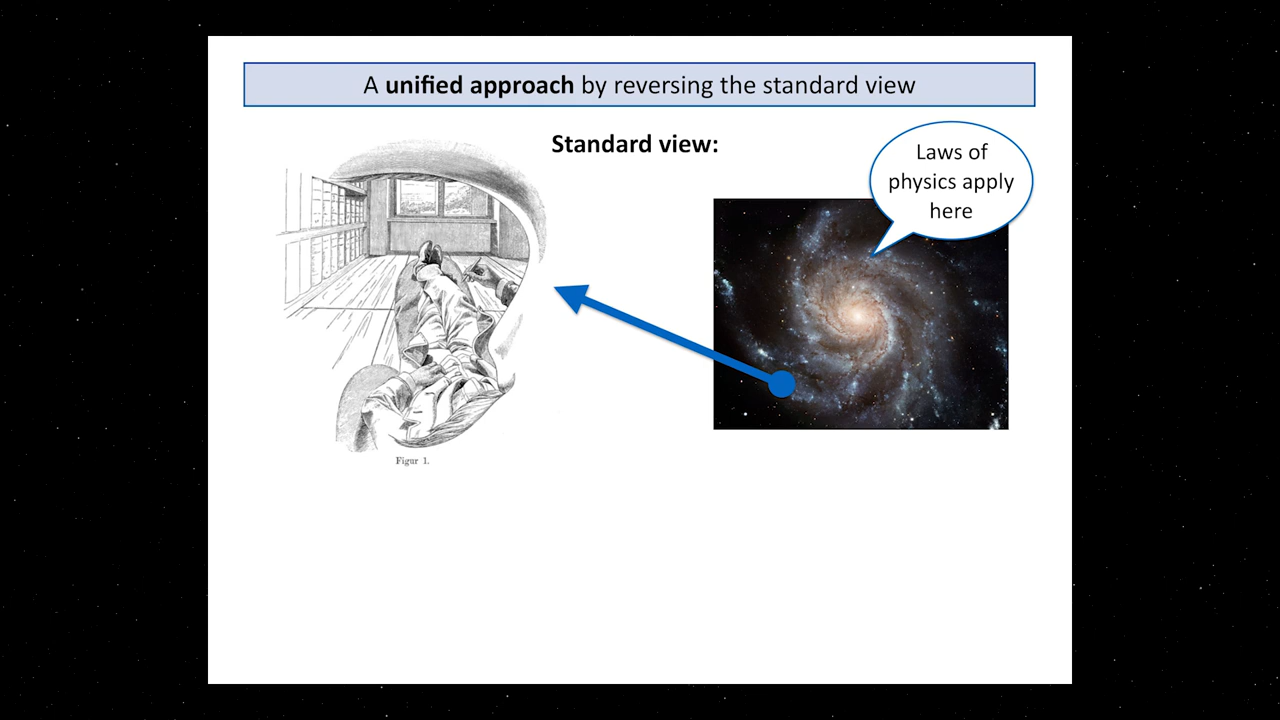 A unified approach by reversing the standard view
Standard view:
Laws of
physics apply
here
Figur 1.